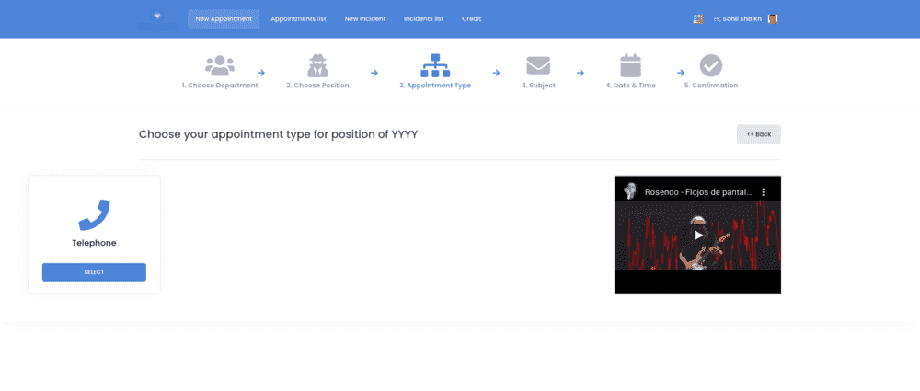 New Appointment Appointments list New Incident Incidents list Credit
Sohil Shaikh
1. Choose Department
2. Choose Position
3. Appointment Type
4. Subject
4. Date & Time
5. Confirmation
Choose your appointment type for position of YYYY
<< Back
Rosenco - Flojos de pantal...
Telephone
SELECT